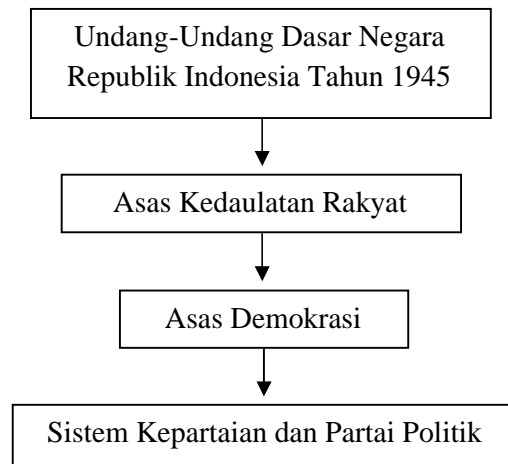 Undang-Undang Dasar Negara
Republik Indonesia Tahun 1945
Asas Kedaulatan Rakyat
Asas Demokrasi
Sistem Kepartaian dan Partai Politik